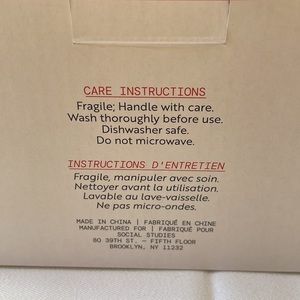 CARE INSTRUCTIONS
Fragile; Handle with care.
Wash thoroughly before use.
Dishwasher safe.
Do not microwave.
INSTRUCTIONS D'ENTRETIEN
Fragile, manipuler avec soin.
Nettoyer avant la utilisation.
Lavable au lave-vaisselle.
Ne pas micro-ondes.
MADE IN CHINA | FABRIQUÉ EN CHINE
MANUFACTURED FOR | FABRIQUÉ POUR
SOCIAL STUDIES
80 39TH ST. – FIFTH FLOOR
BROOKLYN, NY 11232